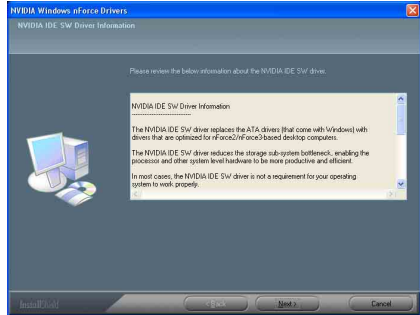 NVIDIA Windows nForce Drivers
NVIDIA IDE SW Driver Information
Please review the below information about the NVIDIA IDE SW driver.
NVIDIA IDE SW Driver Information
----------------------------
The NVIDIA IDE SW driver replaces the ATA drivers (that come with Windows) with
drivers that are optimized for nForce2/nForce3-based desktop computers.
The NVIDIA IDE SW driver reduces the storage sub-system bottleneck, enabling the
processor and other system level hardware to be more productive and efficient.
In most cases, the NVIDIA IDE SW driver is not a requirement for your operating
system to work properly.
InstallShield
< Back
Next >
Cancel